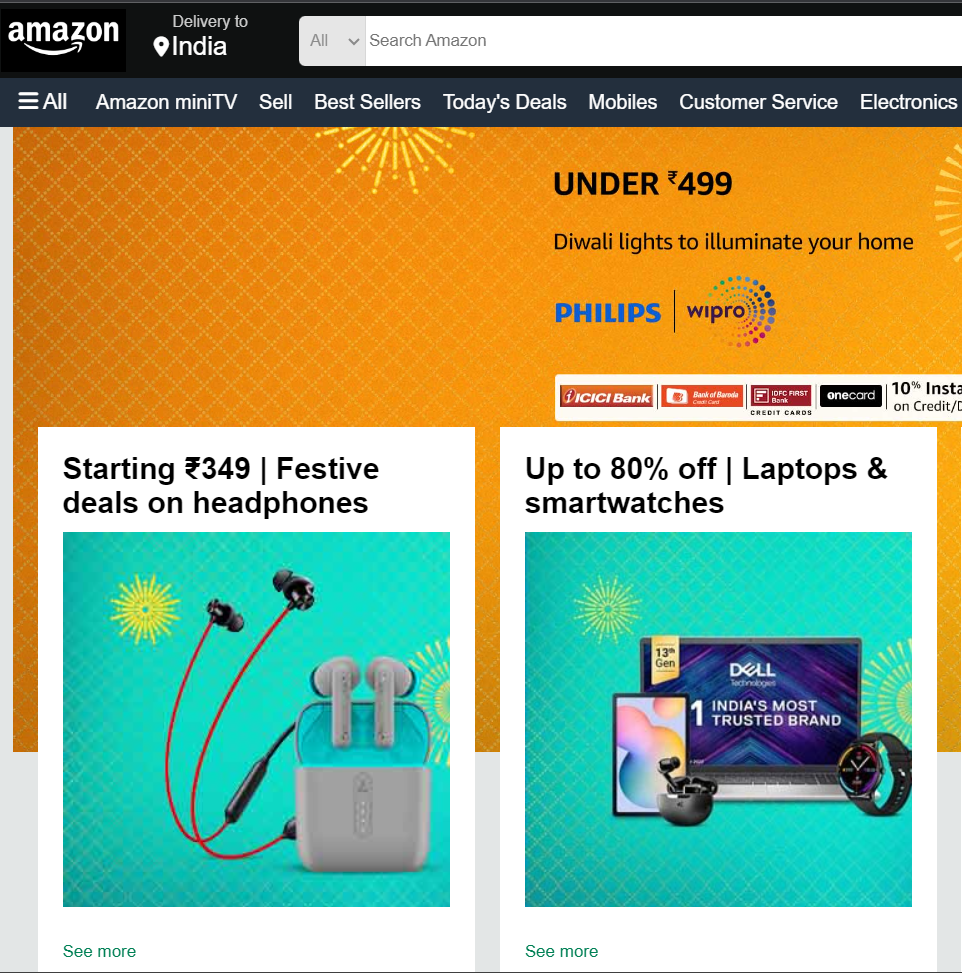 amazon
Delivery to
India
All
Search Amazon
All Amazon miniTV Sell Best Sellers Today's Deals Mobiles Customer Service Electronics
UNDER ₹499
Diwali lights to illuminate your home
PHILIPS wipro
ICICI Bank
Bank of Baroda
Credit Card
IDFC FIRST
Bank
CREDIT CARDS
onecard
10% Insta
on Credit/D
Starting ₹349 | Festive
deals on headphones
Up to 80% off | Laptops &
smartwatches
13th
Gen
DELL
Technologies
1 INDIA'S MOST
TRUSTED BRAND
See more
See more